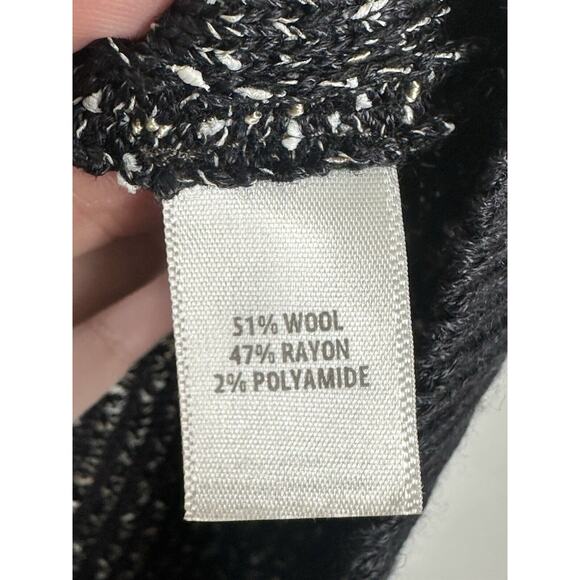 51% WOOL
47% RAYON
2% POLYAMIDE